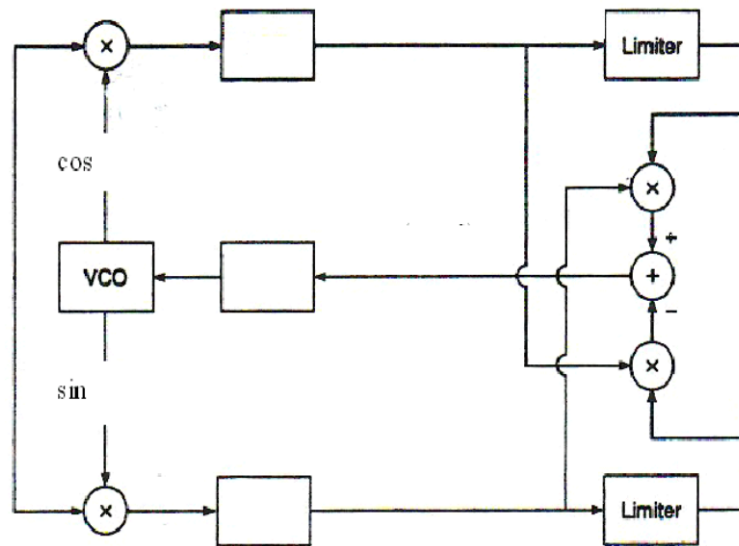 ×
Limiter
cos
×
+
VCO
+
−
sin
×
×
Limiter